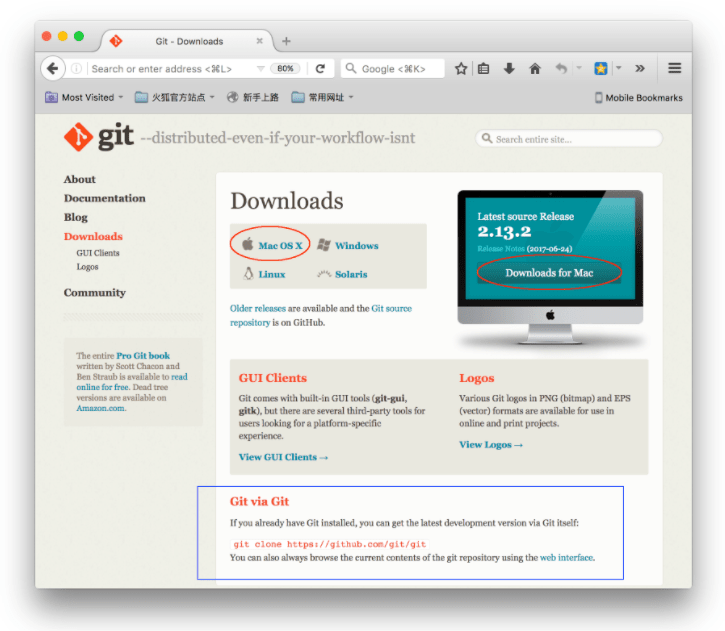 Git - Downloads
Search or enter address <⌘L>
80%
Google <⌘K>
Most Visited
火狐官方站点
新手上路
常用网址
Mobile Bookmarks
git --distributed-even-if-your-workflow-isnt
Search entire site...
About
Documentation
Blog
Downloads
GUI Clients
Logos
Community
The entire Pro Git book
written by Scott Chacon and
Ben Straub is available to read
online for free. Dead tree
versions are available on
Amazon.com.
Downloads
Mac OS X
Windows
Linux
Solaris
Older releases are available and the Git source
repository is on GitHub.
Latest source Release
2.13.2
Release Notes (2017-06-24)
Downloads for Mac
GUI Clients
Git comes with built-in GUI tools (git-gui,
gitk), but there are several third-party tools for
users looking for a platform-specific
experience.
View GUI Clients →
Logos
Various Git logos in PNG (bitmap) and EPS
(vector) formats are available for use in
online and print projects.
View Logos →
Git via Git
If you already have Git installed, you can get the latest development version via Git itself:
git clone https://github.com/git/git
You can also always browse the current contents of the git repository using the web interface.